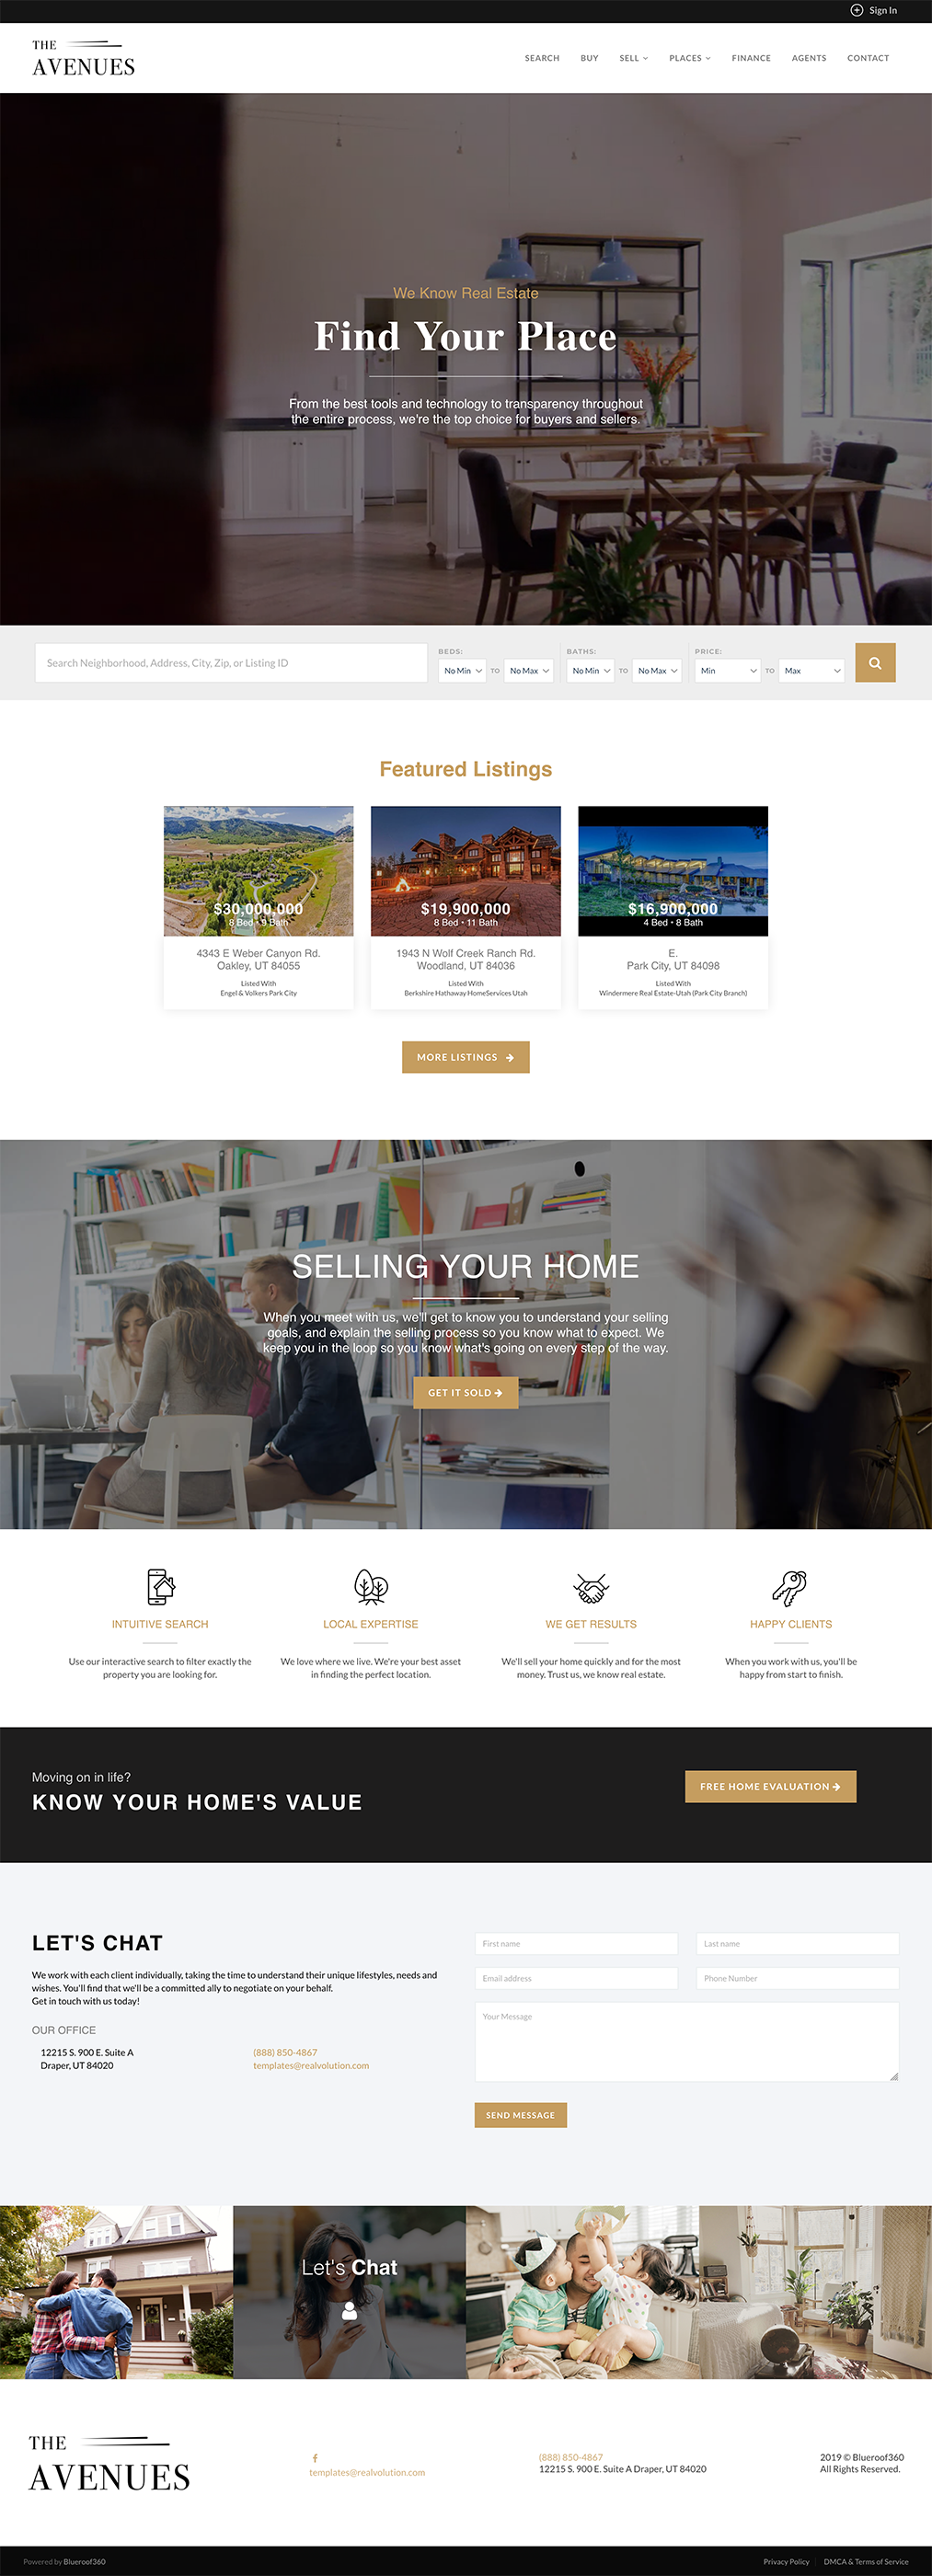 Sign In
THE
AVENUES
SEARCH BUY SELL PLACES FINANCE AGENTS CONTACT
We Know Real Estate
Find Your Place
From the best tools and technology to transparency throughout
the entire process, we're the top choice for buyers and sellers.
Search Neighborhood, Address, City, Zip, or Listing ID
BEDS:
No Min TO No Max
BATHS:
No Min TO No Max
PRICE:
Min TO Max
Featured Listings
$30,000,000
8 Bed • 9 Bath
4343 E Weber Canyon Rd.
Oakley, UT 84055
Listed With
Engel & Volkers Park City
$19,900,000
8 Bed • 11 Bath
1943 N Wolf Creek Ranch Rd.
Woodland, UT 84036
Listed With
Berkshire Hathaway HomeServices Utah
$16,900,000
4 Bed • 8 Bath
E.
Park City, UT 84098
Listed With
Windermere Real Estate-Utah (Park City Branch)
MORE LISTINGS
SELLING YOUR HOME
When you meet with us, we'll get to know you to understand your selling
goals, and explain the selling process so you know what to expect. We
keep you in the loop so you know what's going on every step of the way.
GET IT SOLD
INTUITIVE SEARCH
Use our interactive search to filter exactly the
property you are looking for.
LOCAL EXPERTISE
We love where we live. We're your best asset
in finding the perfect location.
WE GET RESULTS
We'll sell your home quickly and for the most
money. Trust us, we know real estate.
HAPPY CLIENTS
When you work with us, you'll be
happy from start to finish.
Moving on in life?
KNOW YOUR HOME'S VALUE
FREE HOME EVALUATION
LET'S CHAT
We work with each client individually, taking the time to understand their unique lifestyles, needs and
wishes. You'll find that we'll be a committed ally to negotiate on your behalf.
Get in touch with us today!
OUR OFFICE
12215 S. 900 E. Suite A
Draper, UT 84020
(888) 850-4867
templates@realvolution.com
First name
Last name
Email address
Phone Number
Your Message
SEND MESSAGE
Let's Chat
THE
AVENUES
templates@realvolution.com
(888) 850-4867
12215 S. 900 E. Suite A Draper, UT 84020
2019 © Blueroof360
All Rights Reserved.
Powered by Blueroof360
Privacy Policy
DMCA & Terms of Service